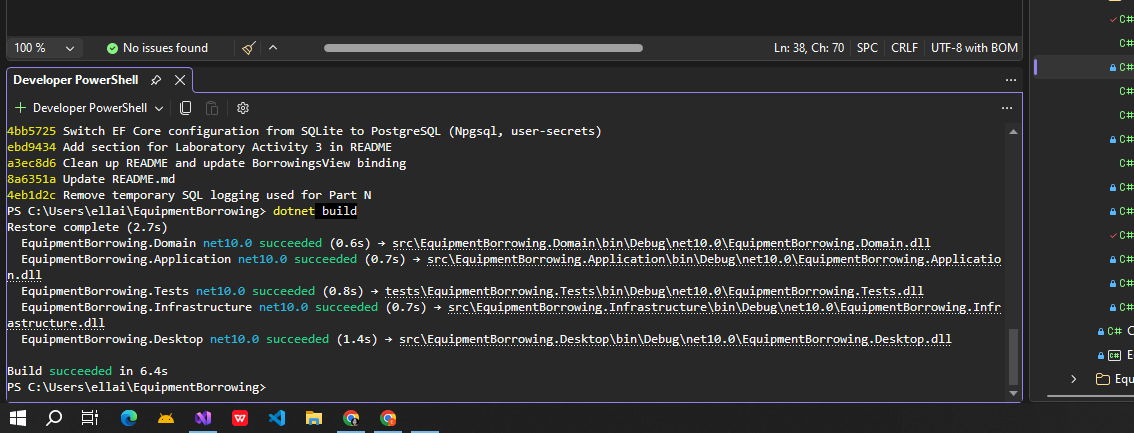 100 %
No issues found
Ln: 38, Ch: 70 SPC CRLF UTF-8 with BOM
Developer PowerShell
Developer PowerShell
4bb5725 Switch EF Core configuration from SQLite to PostgreSQL (Npgsql, user-secrets)
ebd9434 Add section for Laboratory Activity 3 in README
a3ec8d6 Clean up README and update BorrowingsView binding
8a6351a Update README.md
4eb1d2c Remove temporary SQL logging used for Part N
PS C:\Users\ellai\EquipmentBorrowing> dotnet build
Restore complete (2.7s)
EquipmentBorrowing.Domain net10.0 succeeded (0.6s) → src\EquipmentBorrowing.Domain\bin\Debug\net10.0\EquipmentBorrowing.Domain.dll
EquipmentBorrowing.Application net10.0 succeeded (0.7s) → src\EquipmentBorrowing.Application\bin\Debug\net10.0\EquipmentBorrowing.Applicatio
n.dll
EquipmentBorrowing.Tests net10.0 succeeded (0.8s) → tests\EquipmentBorrowing.Tests\bin\Debug\net10.0\EquipmentBorrowing.Tests.dll
EquipmentBorrowing.Infrastructure net10.0 succeeded (0.7s) → src\EquipmentBorrowing.Infrastructure\bin\Debug\net10.0\EquipmentBorrowing.Infr
astructure.dll
EquipmentBorrowing.Desktop net10.0 succeeded (1.4s) → src\EquipmentBorrowing.Desktop\bin\Debug\net10.0\EquipmentBorrowing.Desktop.dll
Build succeeded in 6.4s
PS C:\Users\ellai\EquipmentBorrowing>
C#
C#
C#
C#
C#
C#
C#
C#
C#
C#
C#
C#
C#
C# C
E
Equ